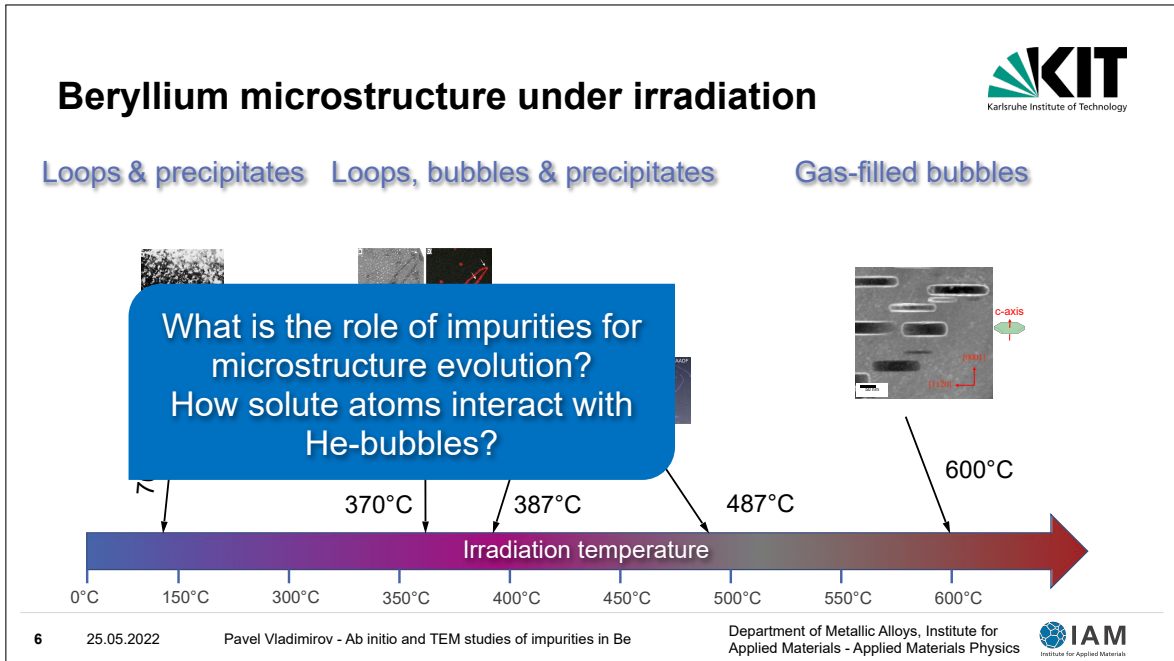 Beryllium microstructure under irradiation
KIT
Karlsruhe Institute of Technology
Loops & precipitates
Loops, bubbles & precipitates
Gas-filled bubbles
What is the role of impurities for
microstructure evolution?
How solute atoms interact with
He-bubbles?
c-axis
[0001]
370°C
387°C
487°C
600°C
Irradiation temperature
0°C
150°C
300°C
350°C
400°C
450°C
500°C
550°C
600°C
6
25.05.2022
Pavel Vladimirov - Ab initio and TEM studies of impurities in Be
Department of Metallic Alloys, Institute for
Applied Materials - Applied Materials Physics
IAM
Institute for Applied Materials